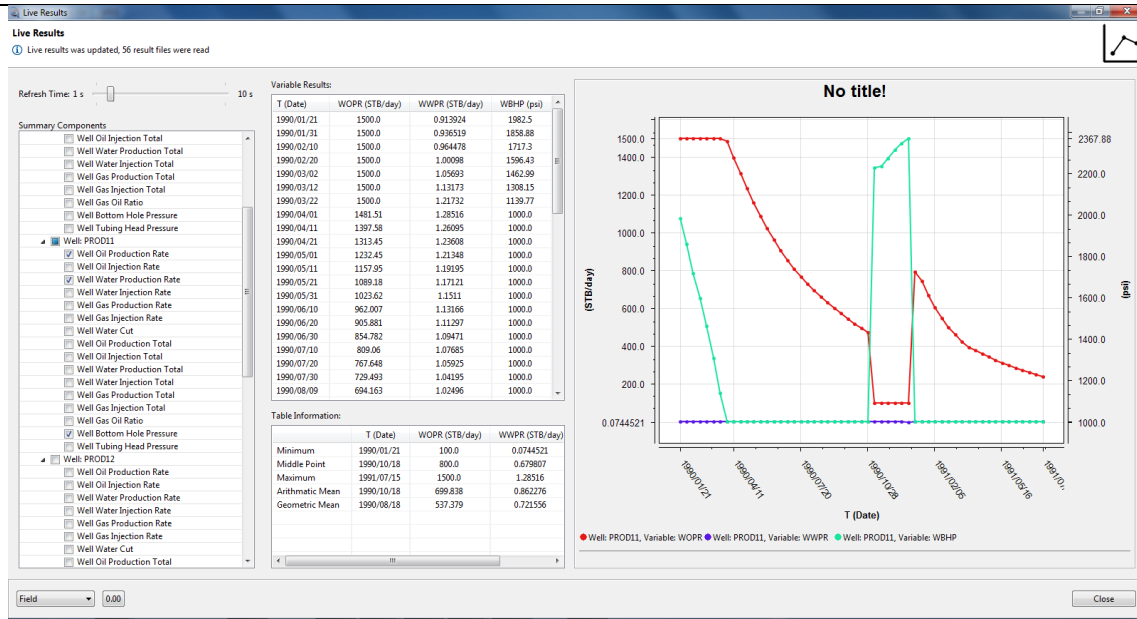 Live Results
Live Results
Live results was updated, 56 result files were read
Refresh Time: 1 s 10 s
Summary Components
Well Oil Injection Total
Well Water Production Total
Well Water Injection Total
Well Gas Production Total
Well Gas Injection Total
Well Gas Oil Ratio
Well Bottom Hole Pressure
Well Tubing Head Pressure
Well: PROD11
Well Oil Production Rate
Well Oil Injection Rate
Well Water Production Rate
Well Water Injection Rate
Well Gas Production Rate
Well Gas Injection Rate
Well Water Cut
Well Oil Production Total
Well Oil Injection Total
Well Water Production Total
Well Water Injection Total
Well Gas Production Total
Well Gas Injection Total
Well Gas Oil Ratio
Well Bottom Hole Pressure
Well Tubing Head Pressure
Well: PROD12
Well Oil Production Rate
Well Oil Injection Rate
Well Water Production Rate
Well Water Injection Rate
Well Gas Production Rate
Well Gas Injection Rate
Well Water Cut
Well Oil Production Total
Variable Results:
T (Date) WOPR (STB/day) WWPR (STB/day) WBHP (psi)
1990/01/21 1500.0 0.913924 1982.5
1990/01/31 1500.0 0.936519 1858.88
1990/02/10 1500.0 0.964478 1717.3
1990/02/20 1500.0 1.00098 1596.43
1990/03/02 1500.0 1.05693 1462.99
1990/03/12 1500.0 1.13173 1308.15
1990/03/22 1500.0 1.21732 1139.77
1990/04/01 1481.51 1.28516 1000.0
1990/04/11 1397.58 1.26095 1000.0
1990/04/21 1313.45 1.23608 1000.0
1990/05/01 1232.45 1.21348 1000.0
1990/05/11 1157.95 1.19195 1000.0
1990/05/21 1089.18 1.17121 1000.0
1990/05/31 1023.62 1.1511 1000.0
1990/06/10 962.007 1.13166 1000.0
1990/06/20 905.881 1.11297 1000.0
1990/06/30 854.782 1.09471 1000.0
1990/07/10 809.06 1.07685 1000.0
1990/07/20 767.648 1.05925 1000.0
1990/07/30 729.493 1.04195 1000.0
1990/08/09 694.163 1.02496 1000.0
Table Information:
T (Date) WOPR (STB/day) WWPR (STB/day)
Minimum 1990/01/21 100.0 0.0744521
Middle Point 1990/10/18 800.0 0.679807
Maximum 1991/07/15 1500.0 1.28516
Arithmatic Mean 1990/10/18 699.838 0.862276
Geometric Mean 1990/08/18 537.379 0.721556
No title!
1500.0
1400.0
1200.0
1000.0
800.0
600.0
400.0
200.0
0.0744521
(STB/day)
2367.88
2200.0
2000.0
1800.0
1600.0
1400.0
1200.0
1000.0
(psi)
1990/01/21 1990/04/11 1990/07/20 1990/10/28 1991/02/05 1991/05/16 1991/0
T (Date)
Well: PROD11, Variable: WOPR Well: PROD11, Variable: WWPR Well: PROD11, Variable: WBHP
Field 0.00 Close